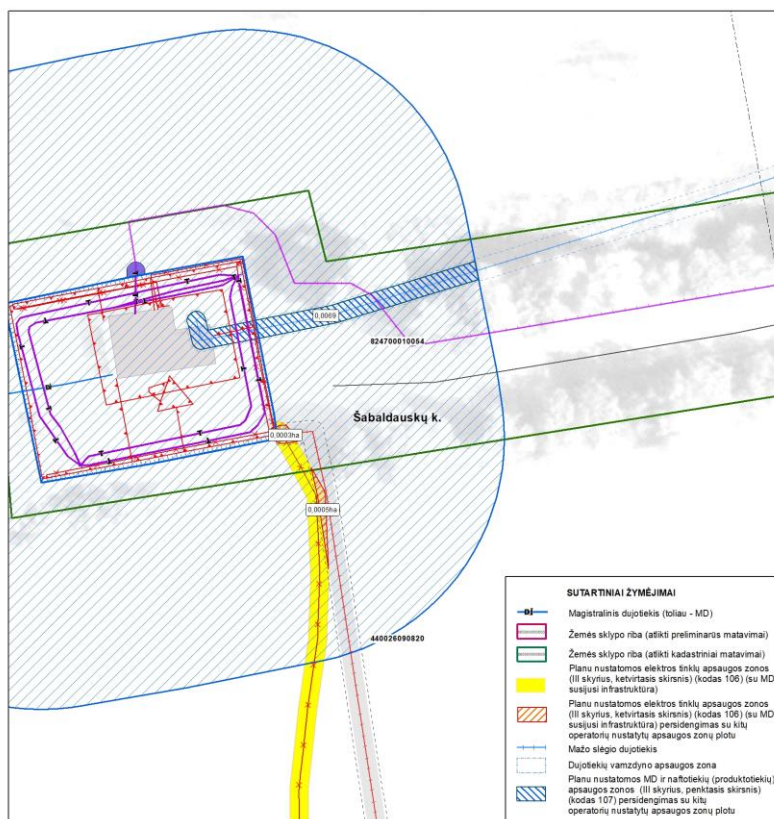 0,0069
824700010054
Šabaldauskų k.
0,0003ha
0,0005ha
440026090820
SUTARTINIAI ŽYMĖJIMAI
Magistralinis dujotiekis (toliau - MD)
Žemės sklypo riba (atlikti preliminarūs matavimai)
Žemės sklypo riba (atlikti kadastriniai matavimai)
Planu nustatomos elektros tinklų apsaugos zonos
(III skyrius, ketvirtasis skirsnis) (kodas 106) (su MD
susijusi infrastruktūra)
Planu nustatomos elektros tinklų apsaugos zonos
(III skyrius, ketvirtasis skirsnis) (kodas 106) (su MD
susijusi infrastruktūra) persidengimas su kitų
operatorių nustatytų apsaugos zonų plotu
Mažo slėgio dujotiekis
Dujotiekių vamzdyno apsaugos zona
Planu nustatomos MD ir naftotiekių (produktotiekių)
apsaugos zonos (III skyrius, penktasis skirsnis)
(kodas 107) persidengimas su kitų
operatorių nustatytų apsaugos zonų plotu